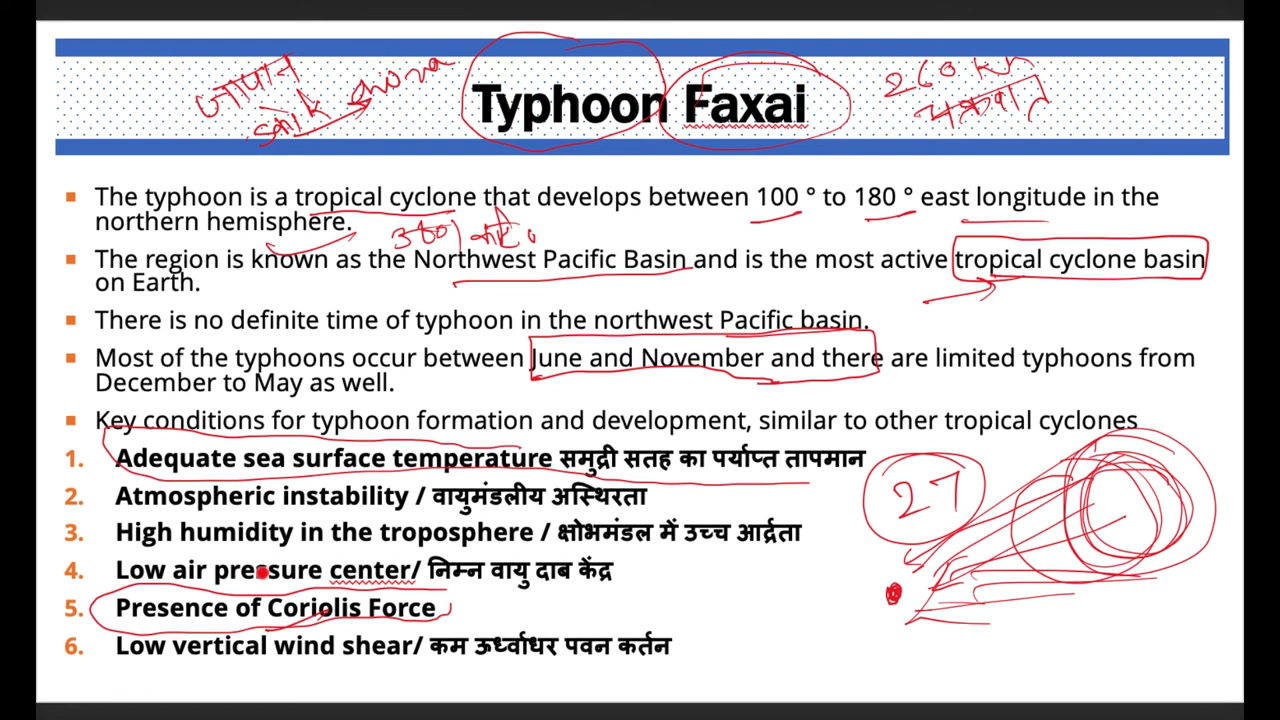 जापान
260 km
Typhoon Faxai
The typhoon is a tropical cyclone that develops between 100 ° to 180 ° east longitude in the
northern hemisphere.
The region is known as the Northwest Pacific Basin and is the most active tropical cyclone basin
on Earth.
There is no definite time of typhoon in the northwest Pacific basin.
Most of the typhoons occur between June and November and there are limited typhoons from
December to May as well.
Key conditions for typhoon formation and development, similar to other tropical cyclones
1. Adequate sea surface temperature समुद्री सतह का पर्याप्त तापमान
2. Atmospheric instability / वायुमंडलीय अस्थिरता
3. High humidity in the troposphere / क्षोभमंडल में उच्च आर्द्रता
27
4. Low air pressure center/ निम्न वायु दाब केंद्र
5. Presence of Coriolis Force
6. Low vertical wind shear/ कम ऊर्ध्वाधर पवन कर्तन